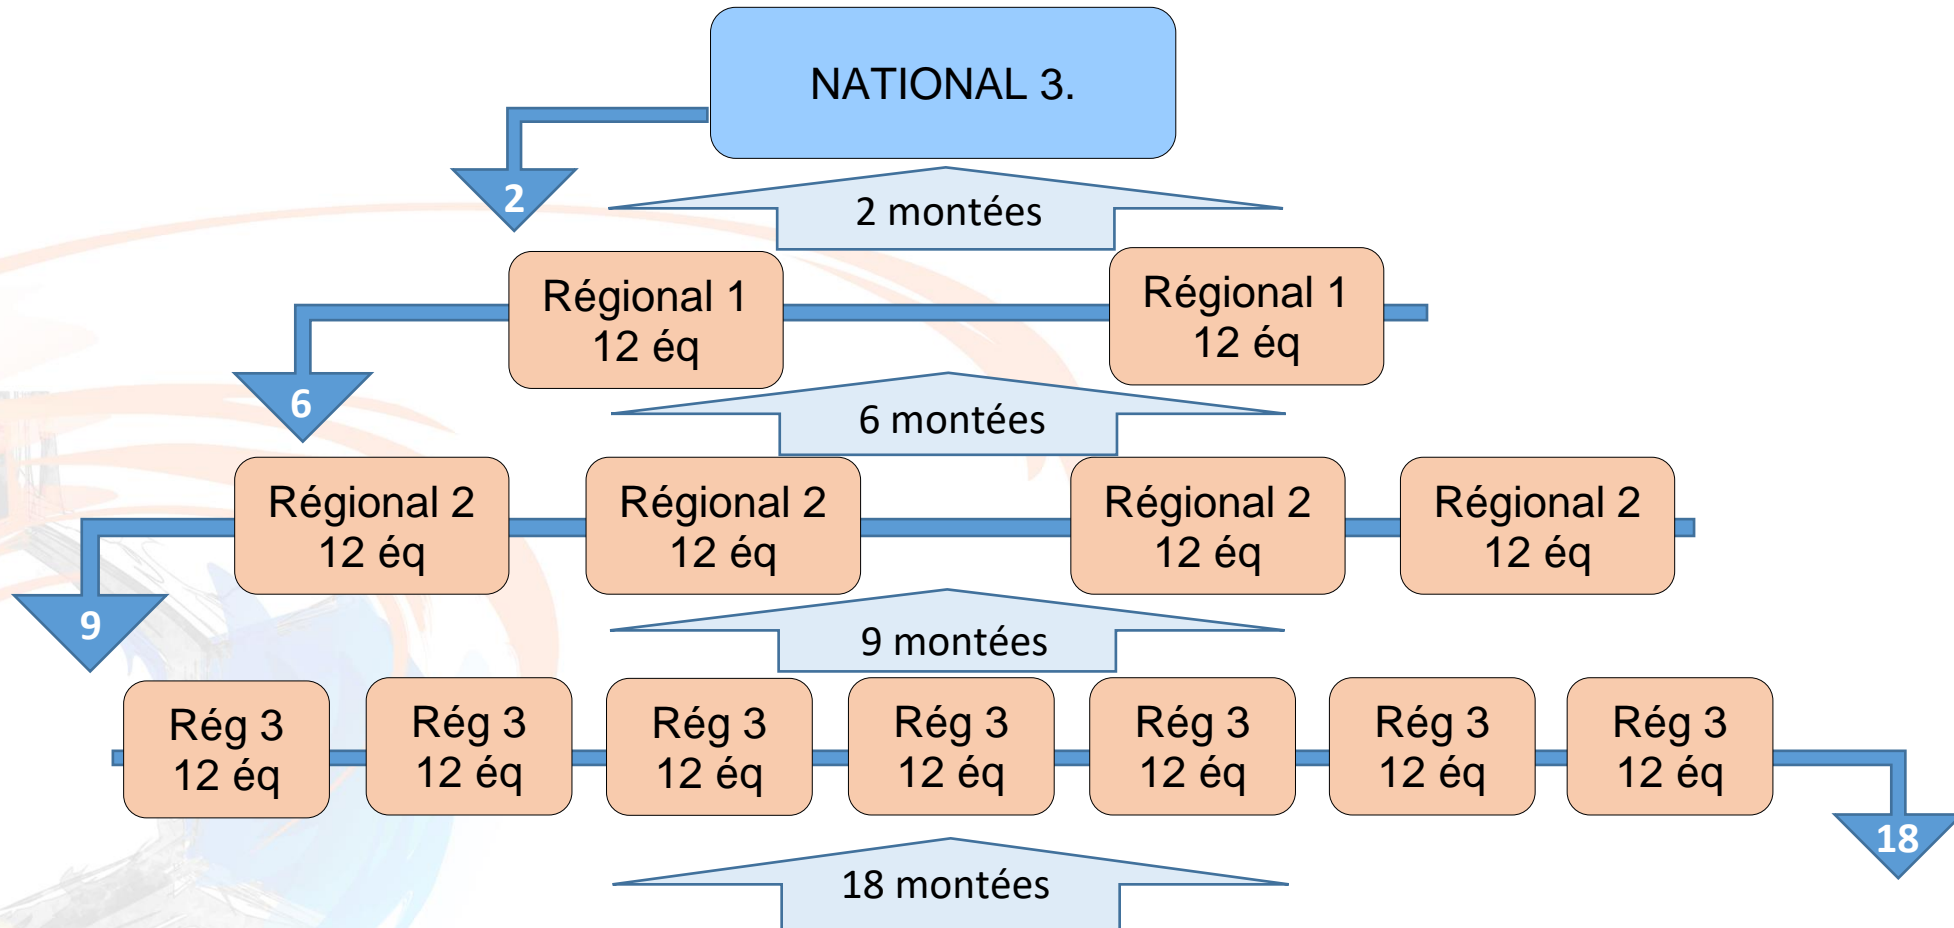 NATIONAL 3.
2
2 montées
Régional 1
12 éq
Régional 1
12 éq
6
6 montées
Régional 2
12 éq
Régional 2
12 éq
Régional 2
12 éq
Régional 2
12 éq
9
9 montées
Rég 3
12 éq
Rég 3
12 éq
Rég 3
12 éq
Rég 3
12 éq
Rég 3
12 éq
Rég 3
12 éq
Rég 3
12 éq
18
18 montées